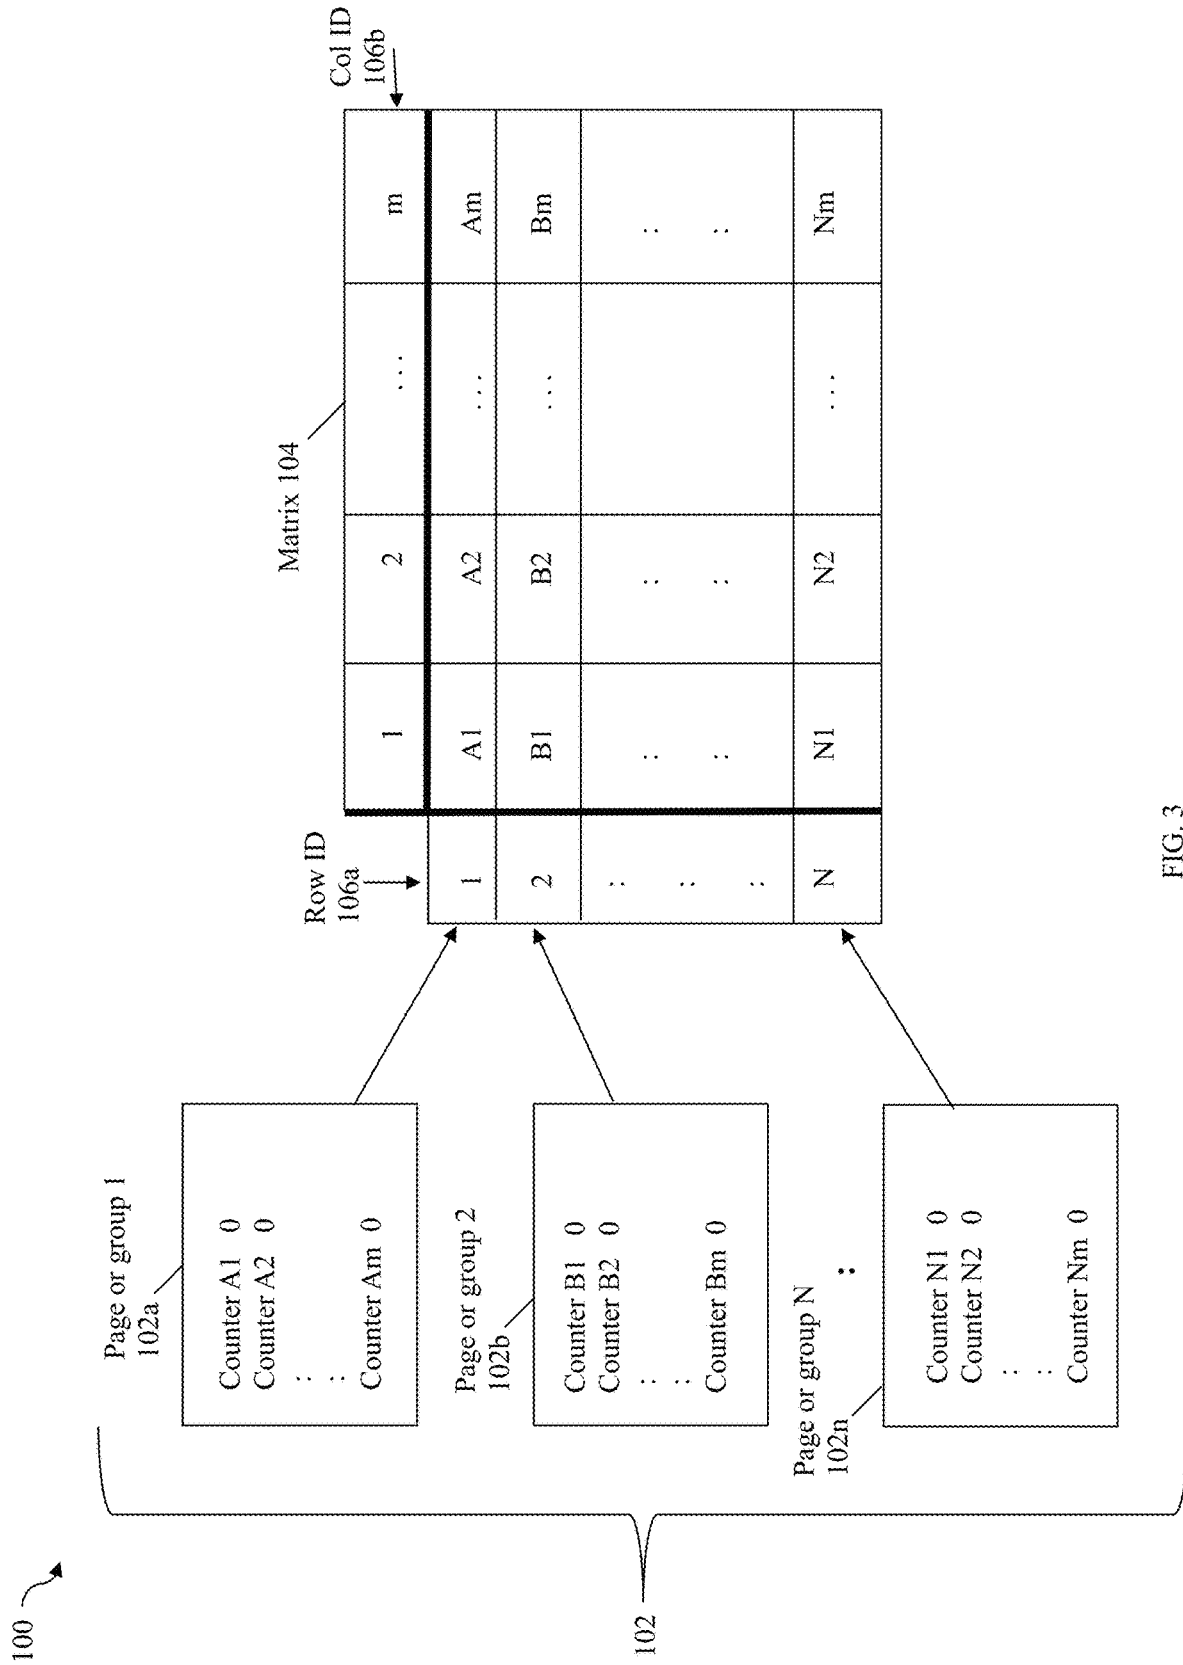 100
102
Page or group 1
102a
Counter A1 0
Counter A2 0
:
:
Counter Am 0
Page or group 2
102b
Counter B1 0
Counter B2 0
:
:
Counter Bm 0
:
Page or group N
102n
Counter N1 0
Counter N2 0
:
:
Counter Nm 0
Matrix 104
Row ID
106a
Col ID
106b
1 2 ... m
1 A1 A2 ... Am
2 B1 B2 ... Bm
: : : :
:
: : : :
N N1 N2 ... Nm
FIG. 3